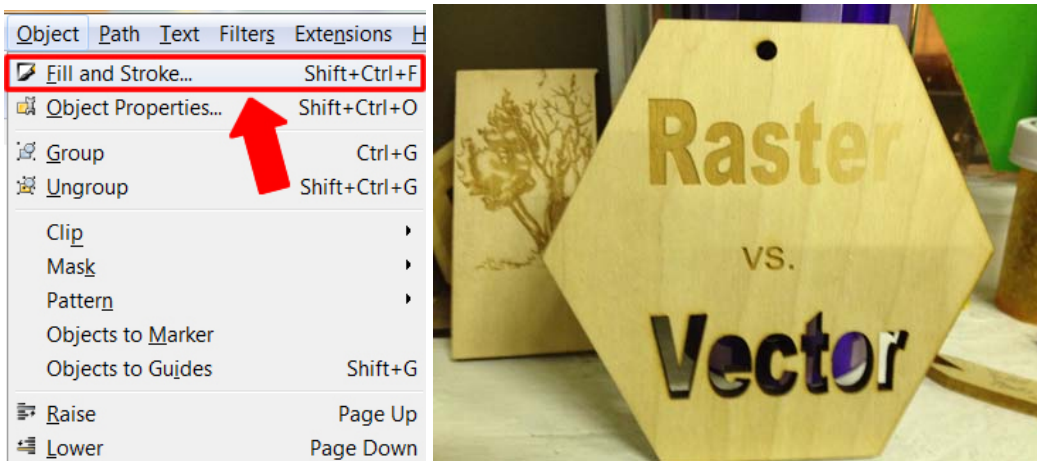 Object Path Text Filters Extensions H
Fill and Stroke... Shift+Ctrl+F
Object Properties... Shift+Ctrl+O
Group Ctrl+G
Ungroup Shift+Ctrl+G
Clip
Mask
Pattern
Objects to Marker
Objects to Guides Shift+G
Raise Page Up
Lower Page Down
Raster
vs.
Vector